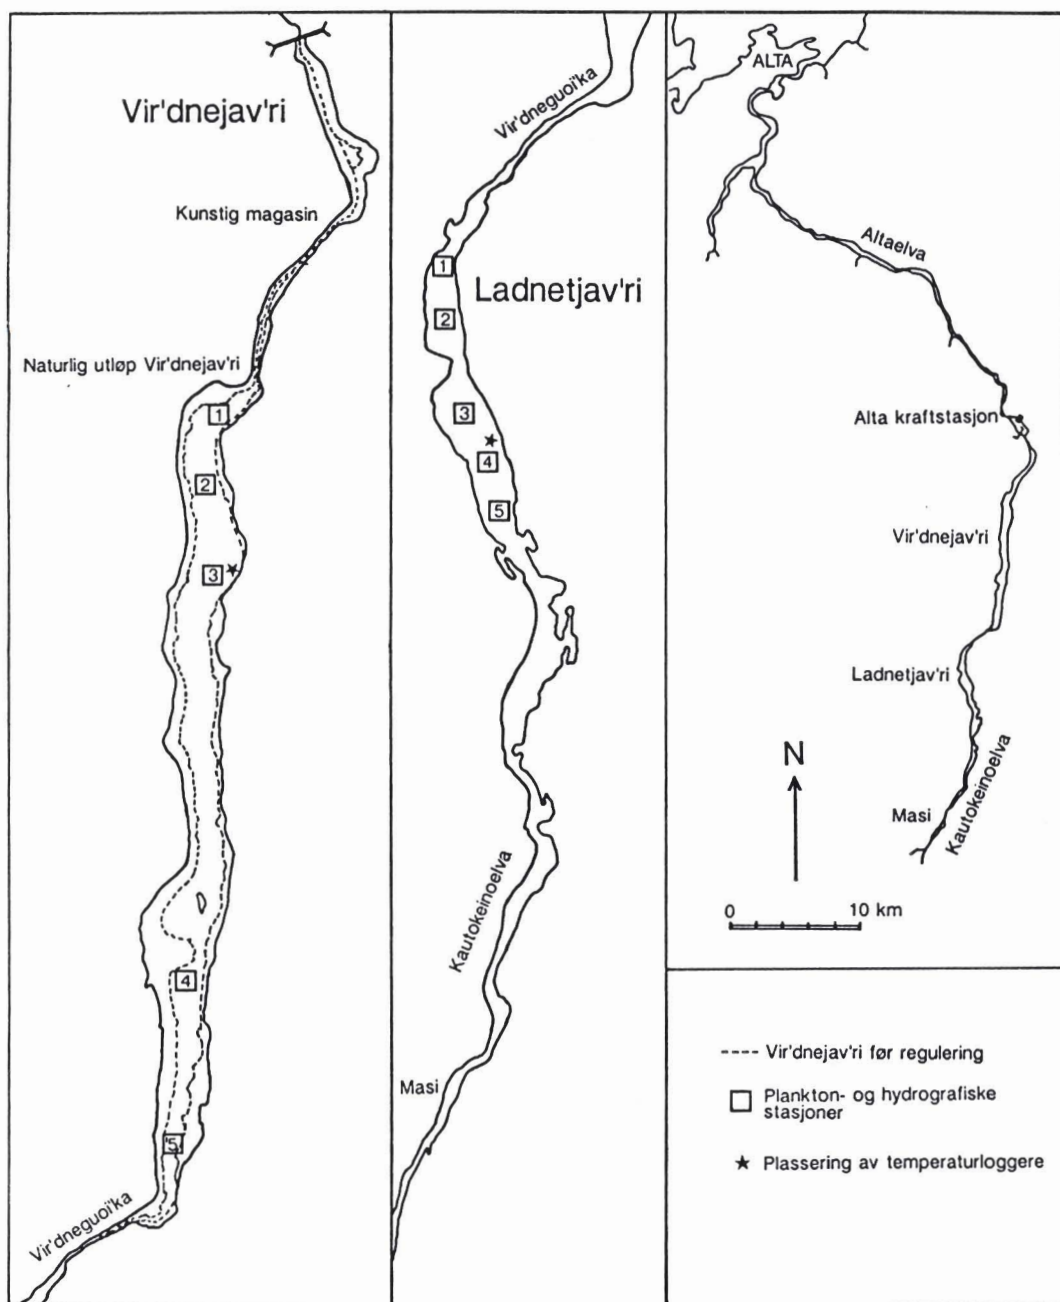 Vir'dnejav'ri
Kunstig magasin
Naturlig utløp Vir'dnejav'ri
1
2
3
4
5
Vir'dneguoi'ka
Vir'dneguoi'ka
1
Ladnetjav'ri
2
3
4
5
Kautokeinoelva
Masi
ALTA
Altaelva
Alta kraftstasjon
Vir'dnejav'ri
Ladnetjav'ri
Masi
Kautokeinoelva
N
0 10 km
Vir'dnejav'ri før regulering
Plankton- og hydrografiske
stasjoner
Plassering av temperaturloggere